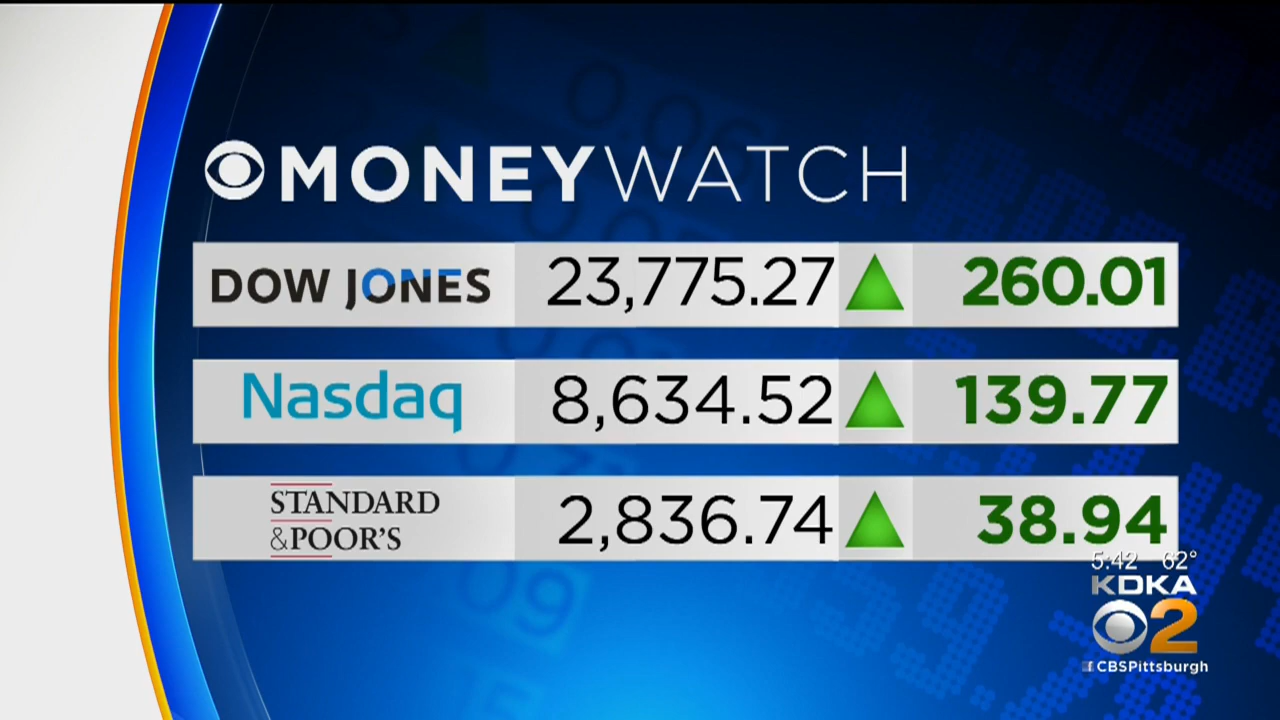 MONEYWATCH
DOW JONES 23,775.27 ▲ 260.01
Nasdaq 8,634.52 ▲ 139.77
STANDARD
&POOR'S 2,836.74 ▲ 38.94
5:42 62°
KDKA
2
f CBSPittsburgh